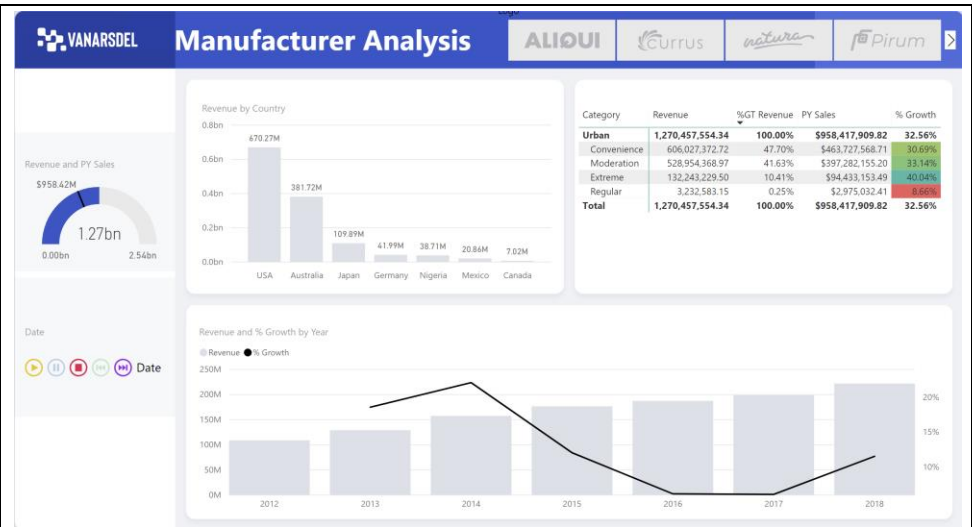 Logo
VANARSDEL
Manufacturer Analysis
ALIQUI
Currus
natura
Pirum
Revenue and PY Sales
$958.42M
1.27bn
0.00bn 2.54bn
Date
Date
Revenue by Country
0.8bn
0.6bn
0.4bn
0.2bn
0.0bn
670.27M
381.72M
109.89M
41.99M
38.71M
20.86M
7.02M
USA Australia Japan Germany Nigeria Mexico Canada
Category Revenue %GT Revenue PY Sales % Growth
Urban 1,270,457,554.34 100.00% $958,417,909.82 32.56%
Convenience 606,027,372.72 47.70% $463,727,568.71 30.69%
Moderation 528,954,368.97 41.63% $397,282,155.20 33.14%
Extreme 132,243,229.50 10.41% $94,433,153.49 40.04%
Regular 3,232,583.15 0.25% $2,975,032.41 8.66%
Total 1,270,457,554.34 100.00% $958,417,909.82 32.56%
Revenue and % Growth by Year
Revenue % Growth
250M
200M
150M
100M
50M
0M
20%
15%
10%
2012 2013 2014 2015 2016 2017 2018